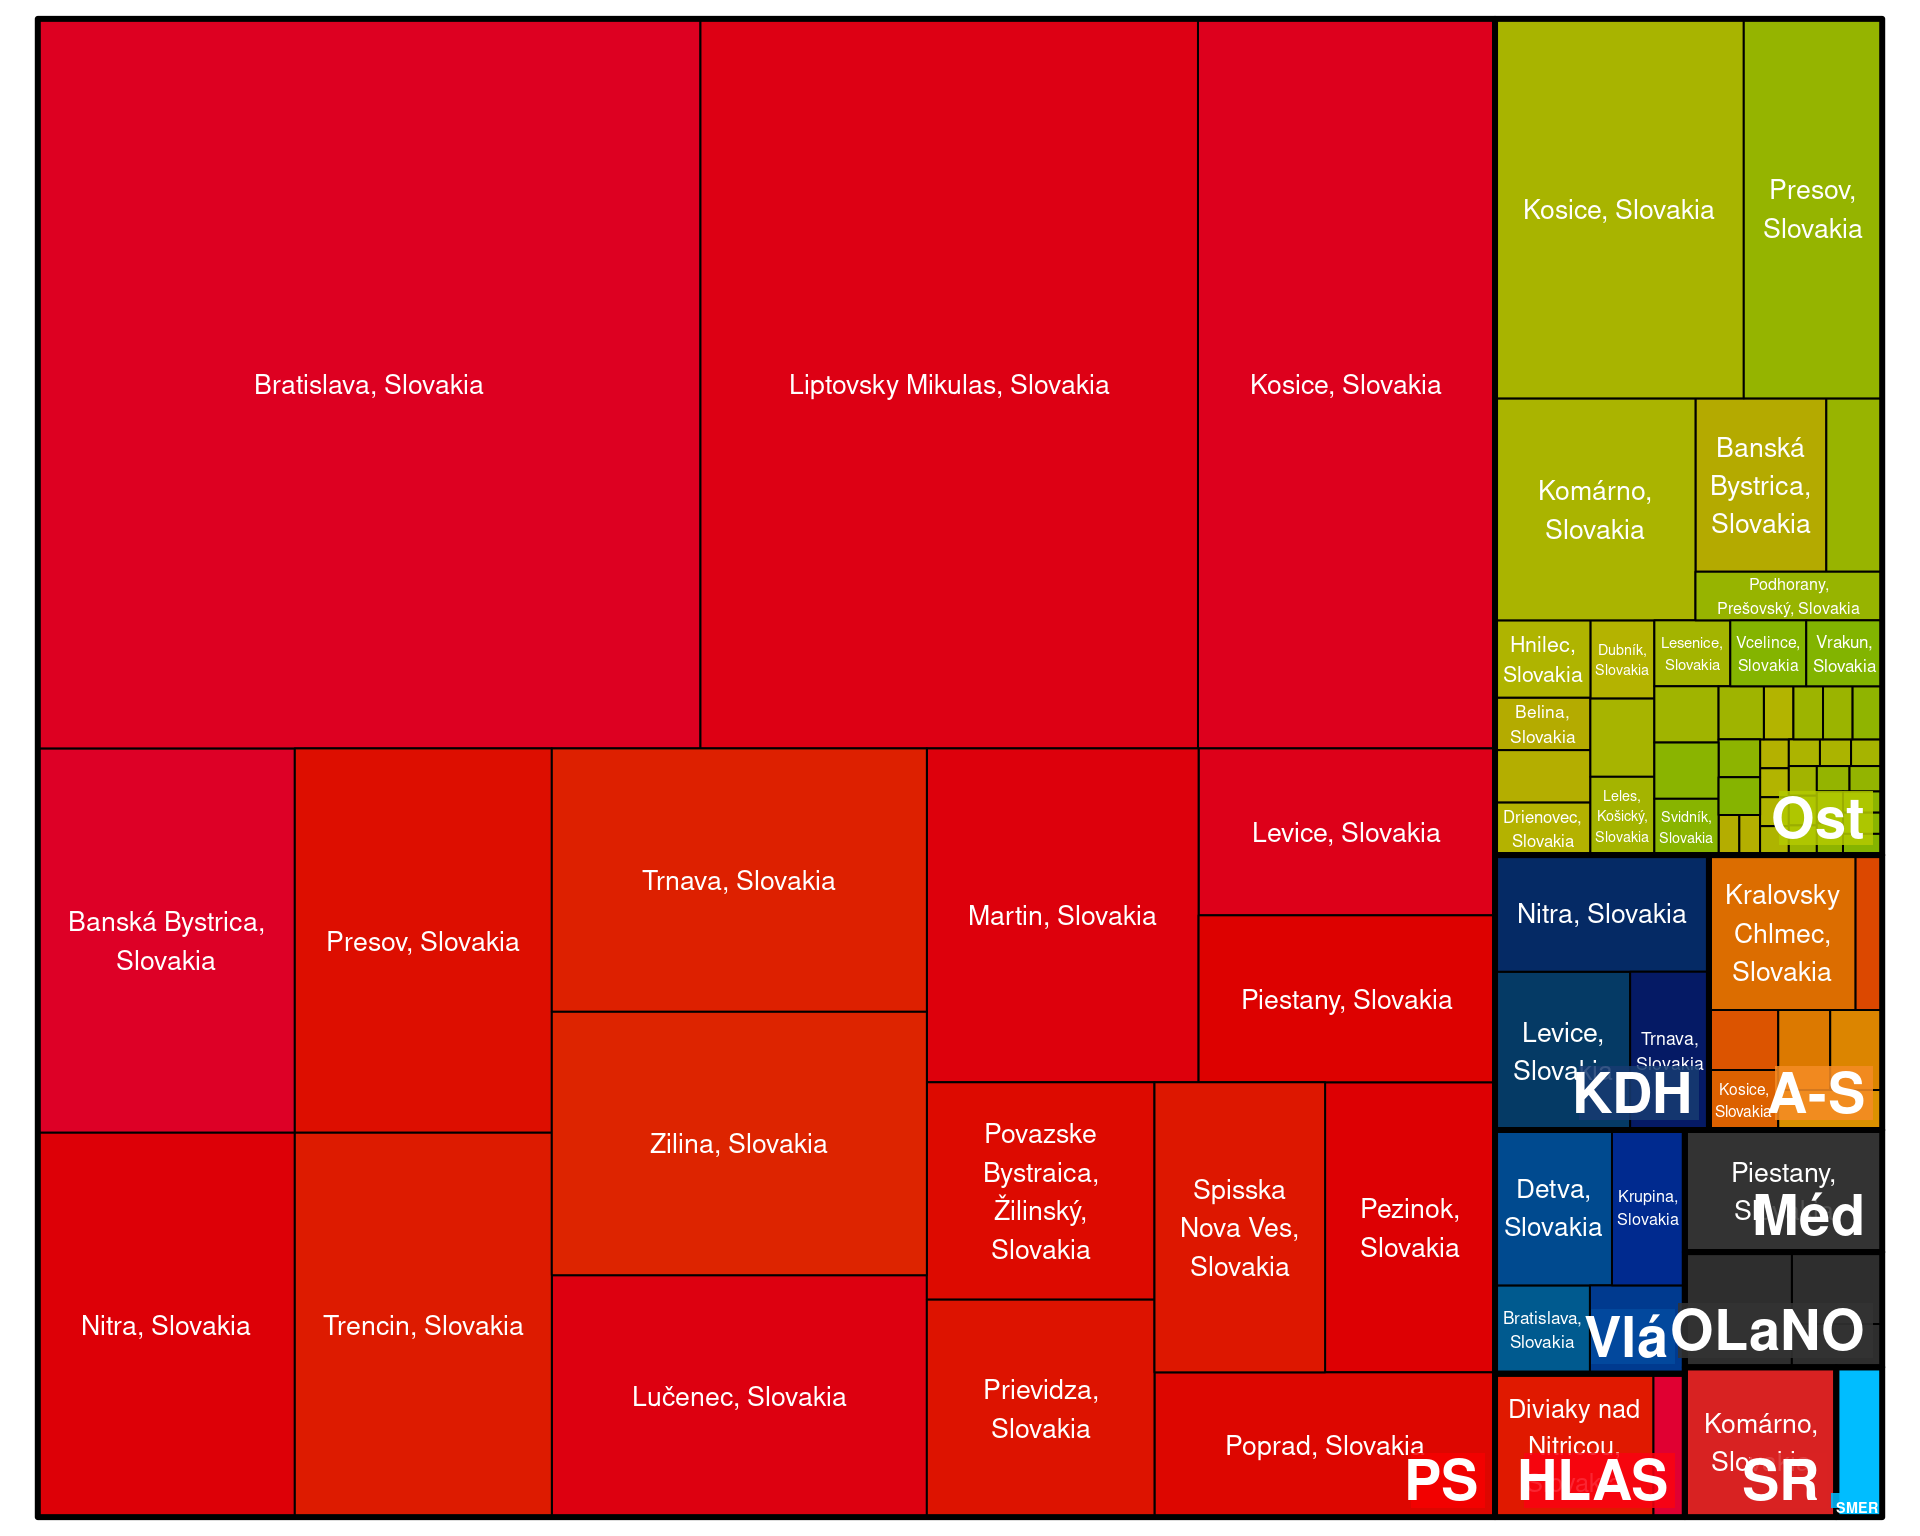 Bratislava, Slovakia
Liptovsky Mikulas, Slovakia
Kosice, Slovakia
Banská Bystrica,
Slovakia
Presov, Slovakia
Trnava, Slovakia
Zilina, Slovakia
Martin, Slovakia
Levice, Slovakia
Piestany, Slovakia
Nitra, Slovakia
Trencin, Slovakia
Lučenec, Slovakia
Povazske
Bystraica,
Žilinský,
Slovakia
Prievidza,
Slovakia
Spisska
Nova Ves,
Slovakia
Pezinok,
Slovakia
Poprad, Slovakia
PS
Kosice, Slovakia
Presov,
Slovakia
Komárno,
Slovakia
Banská
Bystrica,
Slovakia
Podhorany,
Prešovský, Slovakia
Hnilec,
Slovakia
Dubník,
Slovakia
Lesenice,
Slovakia
Vcelince,
Slovakia
Vrakun,
Slovakia
Belina,
Slovakia
Drienovec,
Slovakia
Leles,
Košický,
Slovakia
Svidník,
Slovakia
Ost
Nitra, Slovakia
Levice,
Slovakia
Trnava,
Slovakia
KDH
Kralovsky
Chlmec,
Slovakia
Kosice,
Slovakia
A-S
Detva,
Slovakia
Krupina,
Slovakia
Bratislava,
Slovakia
Vlá
Piestany,
Méd
OLaNO
Diviaky nad
Nitricou,
Slovakia
HLAS
Komárno,
Slovakia
SR
SMER